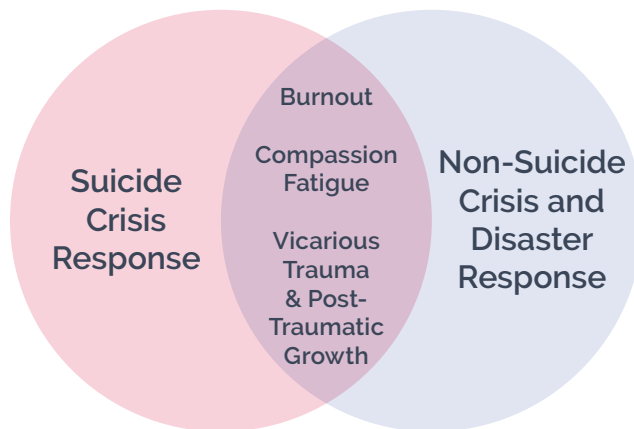 Suicide
Crisis
Response
Burnout
Compassion
Fatigue
Vicarious
Trauma
& Post-
Traumatic
Growth
Non-Suicide
Crisis and
Disaster
Response